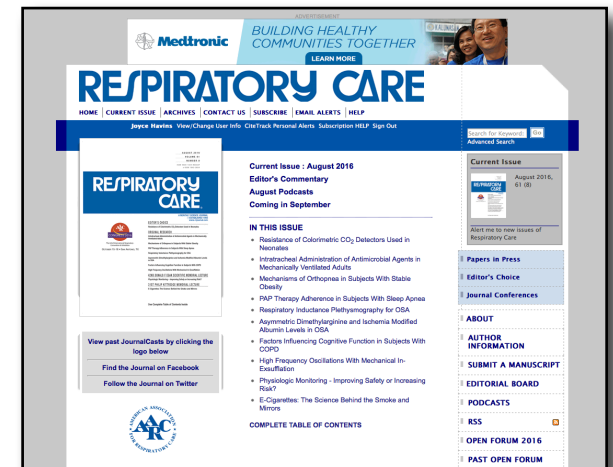 ADVERTISEMENT
Medtronic
BUILDING HEALTHY
COMMUNITIES TOGETHER
LEARN MORE
RESPIRATORY CARE
HOME CURRENT ISSUE ARCHIVES CONTACT US SUBSCRIBE EMAIL ALERTS HELP
Joyce Havins View/Change User Info CiteTrack Personal Alerts Subscription HELP Sign Out
Search for Keyword: Go
Advanced Search
RESPIRATORY
CARE
View past JournalCasts by clicking the
logo below
Find the Journal on Facebook
Follow the Journal on Twitter
AMERICAN ASSOCIATION
AARC
FOR RESPIRATORY CARE
Current Issue : August 2016
Editor's Commentary
August Podcasts
Coming in September
IN THIS ISSUE
Resistance of Colorimetric CO₂ Detectors Used in
Neonates
Intratracheal Administration of Antimicrobial Agents in
Mechanically Ventilated Adults
Mechanisms of Orthopnea in Subjects With Stable
Obesity
PAP Therapy Adherence in Subjects With Sleep Apnea
Respiratory Inductance Plethysmography for OSA
Asymmetric Dimethylarginine and Ischemia Modified
Albumin Levels in OSA
Factors Influencing Cognitive Function in Subjects With
COPD
High Frequency Oscillations With Mechanical In-
Exsufflation
Physiologic Monitoring - Improving Safety or Increasing
Risk?
E-Cigarettes: The Science Behind the Smoke and
Mirrors
COMPLETE TABLE OF CONTENTS
Current Issue
August 2016,
61 (8)
Alert me to new issues of
Respiratory Care
Papers in Press
Editor's Choice
Journal Conferences
ABOUT
AUTHOR
INFORMATION
SUBMIT A MANUSCRIPT
EDITORIAL BOARD
PODCASTS
RSS
OPEN FORUM 2016
PAST OPEN FORUM